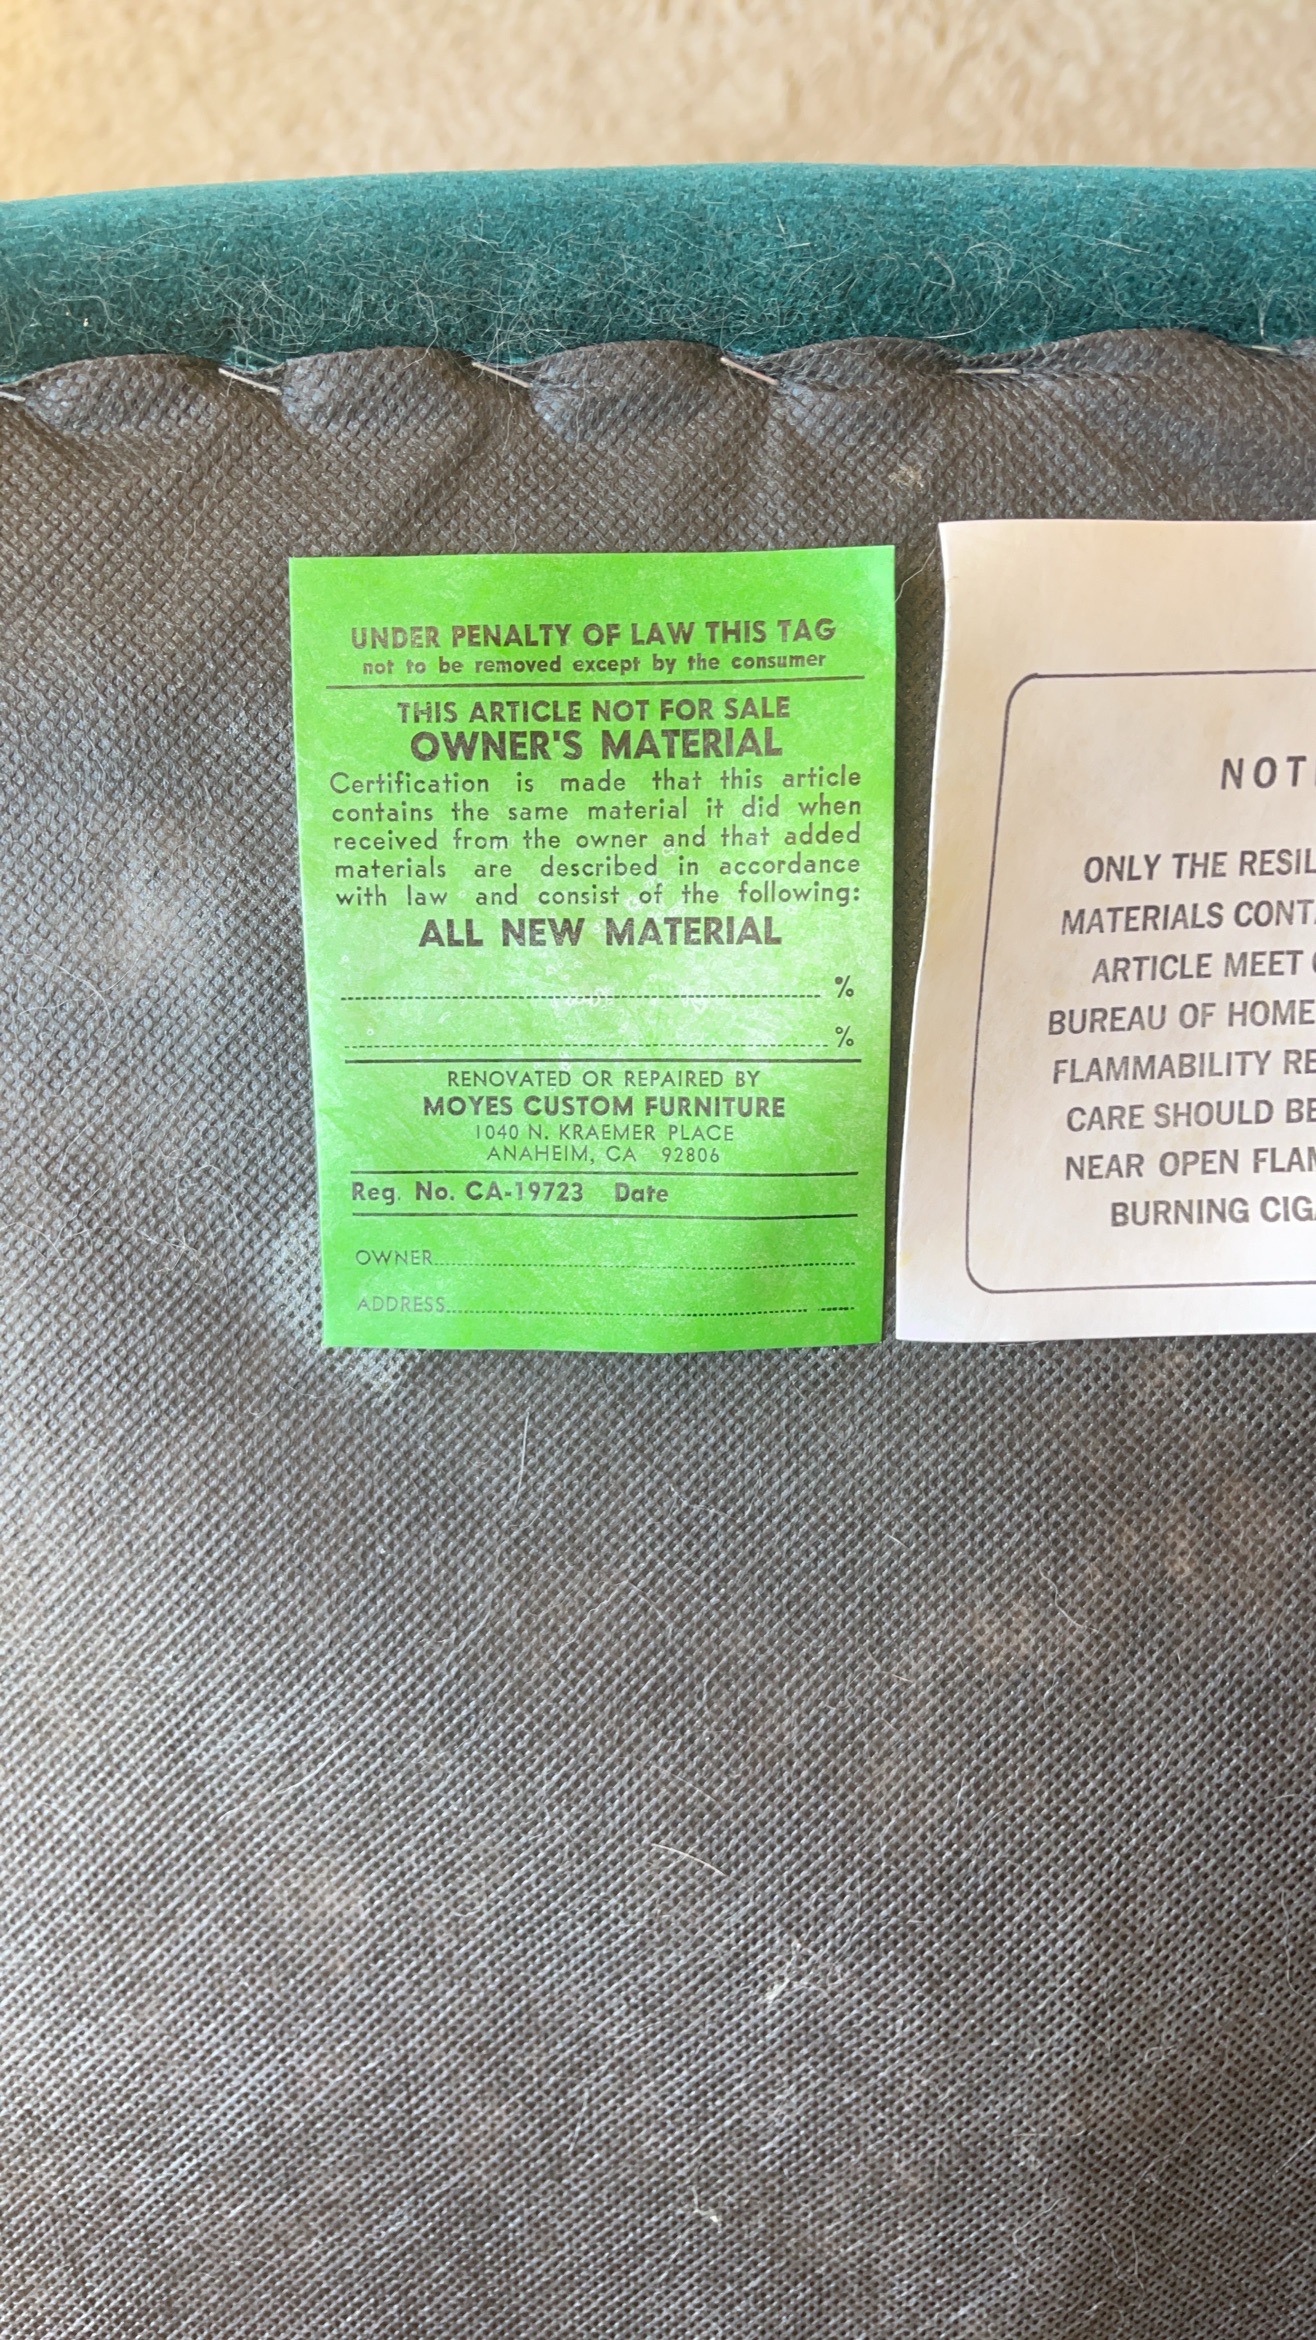 UNDER PENALTY OF LAW THIS TAG
not to be removed except by the consumer
THIS ARTICLE NOT FOR SALE
OWNER'S MATERIAL
Certification is made that this article
contains the same material it did when
received from the owner and that added
materials are described in accordance
with law and consist of the following:
ALL NEW MATERIAL
%
%
RENOVATED OR REPAIRED BY
MOYES CUSTOM FURNITURE
1040 N. KRAEMER PLACE
ANAHEIM, CA 92806
Reg. No. CA-19723 Date
OWNER
ADDRESS
NOT
ONLY THE RESIL
MATERIALS CONT
ARTICLE MEET
BUREAU OF HOME
FLAMMABILITY RE
CARE SHOULD BE
NEAR OPEN FLAM
BURNING CIG